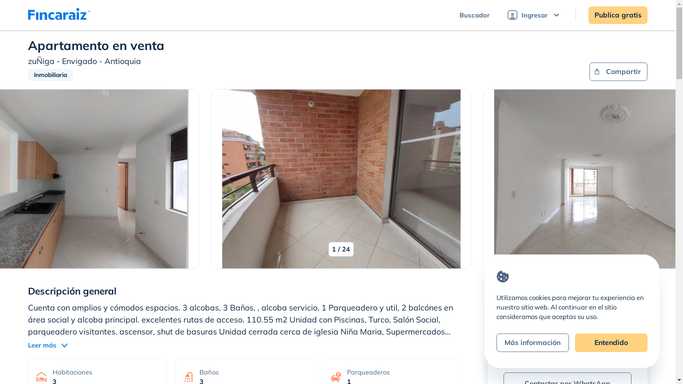 Fincaraiz
Buscador
Ingresar
Publica gratis
Apartamento en venta
zuÑiga - Envigado - Antioquia
Inmobiliaria
Compartir
1 / 24
Descripción general
Cuenta con amplios y cómodos espacios. 3 alcobas, 3 Baños, , alcoba servicio, 1 Parqueadero y util, 2 balcónes en
área social y alcoba principal. excelentes rutas de acceso, 110.55 m2 Unidad con Piscinas, Turco, Salón Social,
parqueadero visitantes, ascensor, shut de basuras Unidad cerrada cerca de iglesia Niña Maria, Supermercados...
Leer más
Habitaciones
3
Baños
3
Parqueaderos
1
Utilizamos cookies para mejorar tu experiencia en
nuestro sitio web. Al continuar en el sitio
consideramos que aceptas su uso.
Más información
Entendido
Contactar por WhatsApp